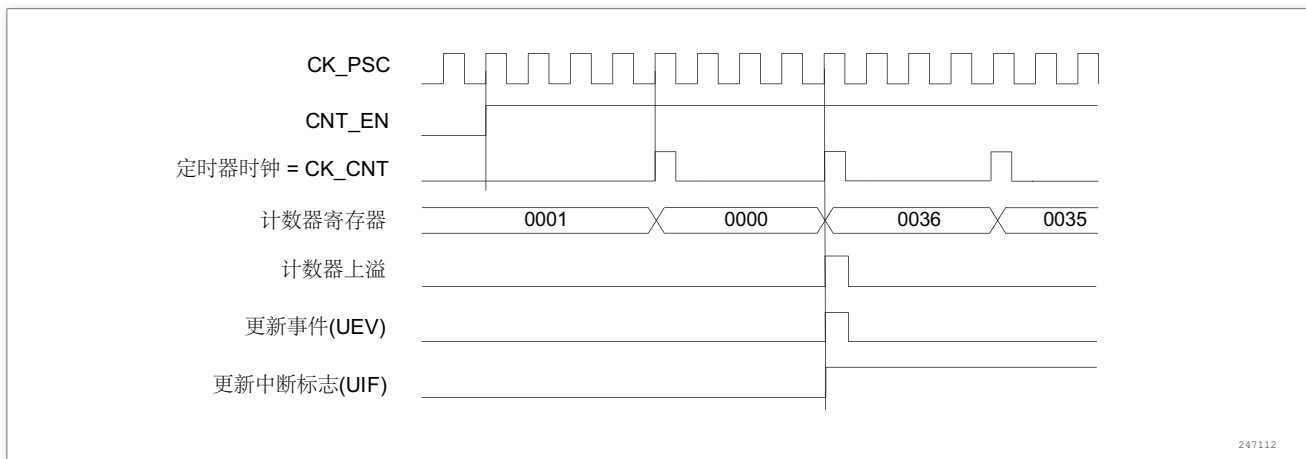 CK_PSC
CNT_EN
定时器时钟 = CK_CNT
计数器寄存器 0001 0000 0036 0035
计数器上溢
更新事件(UEV)
更新中断标志(UIF)
247112